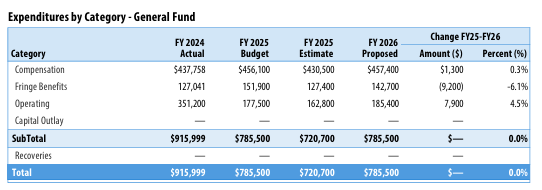 Expenditures by Category - General Fund
Change FY25-FY26
Category FY 2024 Actual FY 2025 Budget FY 2025 Estimate FY 2026 Proposed Amount ($) Percent (%)
Compensation $437,758 $456,100 $430,500 $457,400 $1,300 0.3%
Fringe Benefits 127,041 151,900 127,400 142,700 (9,200) -6.1%
Operating 351,200 177,500 162,800 185,400 7,900 4.5%
Capital Outlay — — — — —
SubTotal $915,999 $785,500 $720,700 $785,500 $— 0.0%
Recoveries — — — — —
Total $915,999 $785,500 $720,700 $785,500 $— 0.0%